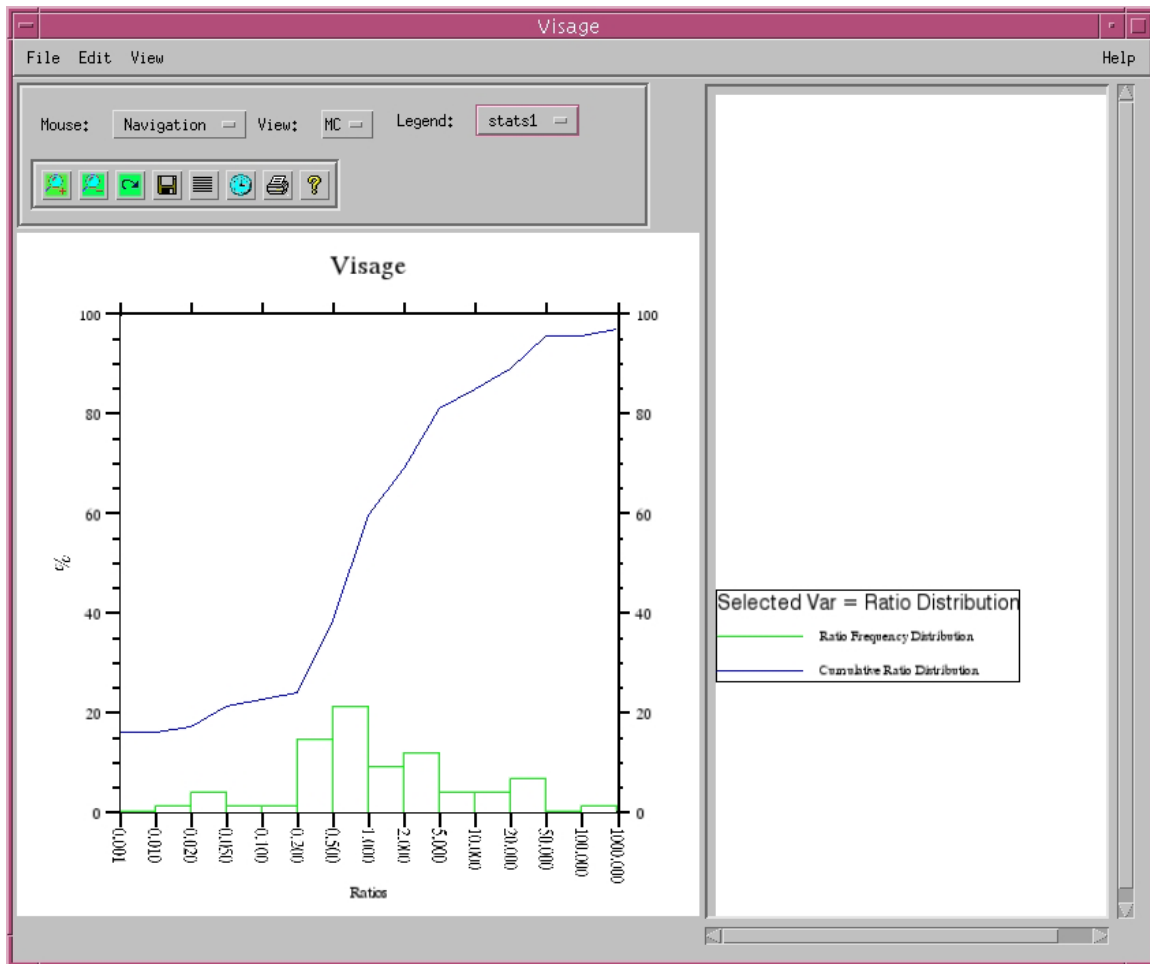 Visage
File Edit View Help
Mouse: Navigation View: MC Legend: stats1
?
Visage
100 100
80 80
60 60
%
40 40
20 20
0 0
0.001 0.010 0.020 0.050 0.100 0.200 0.500 1.000 2.000 5.000 10.000 20.000 50.000 100.000 1000.000
Ratios
Selected Var = Ratio Distribution
Ratio Frequency Distribution
Cumulative Ratio Distribution